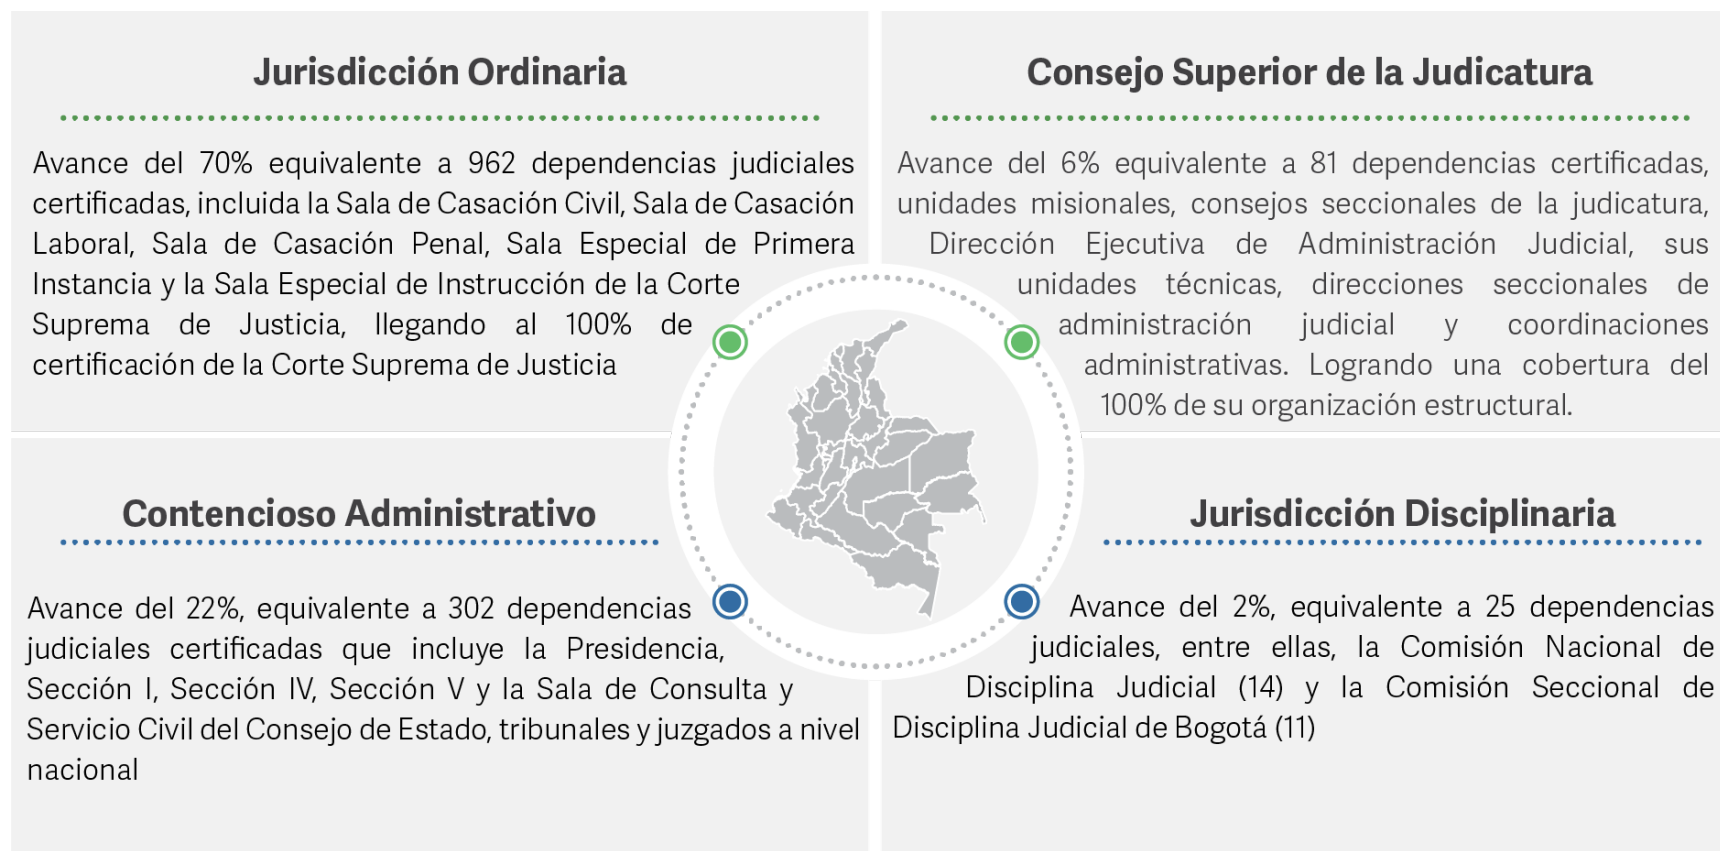 Jurisdicción Ordinaria
Avance del 70% equivalente a 962 dependencias judiciales
certificadas, incluida la Sala de Casación Civil, Sala de Casación
Laboral, Sala de Casación Penal, Sala Especial de Primera
Instancia y la Sala Especial de Instrucción de la Corte
Suprema de Justicia, llegando al 100% de
certificación de la Corte Suprema de Justicia
Consejo Superior de la Judicatura
Avance del 6% equivalente a 81 dependencias certificadas,
unidades misionales, consejos seccionales de la judicatura,
Dirección Ejecutiva de Administración Judicial, sus
unidades técnicas, direcciones seccionales de
administración judicial y coordinaciones
administrativas. Logrando una cobertura del
100% de su organización estructural.
Contencioso Administrativo
Avance del 22%, equivalente a 302 dependencias
judiciales certificadas que incluye la Presidencia,
Sección I, Sección IV, Sección V y la Sala de Consulta y
Servicio Civil del Consejo de Estado, tribunales y juzgados a nivel
nacional
Jurisdicción Disciplinaria
Avance del 2%, equivalente a 25 dependencias
judiciales, entre ellas, la Comisión Nacional de
Disciplina Judicial (14) y la Comisión Seccional de
Disciplina Judicial de Bogotá (11)